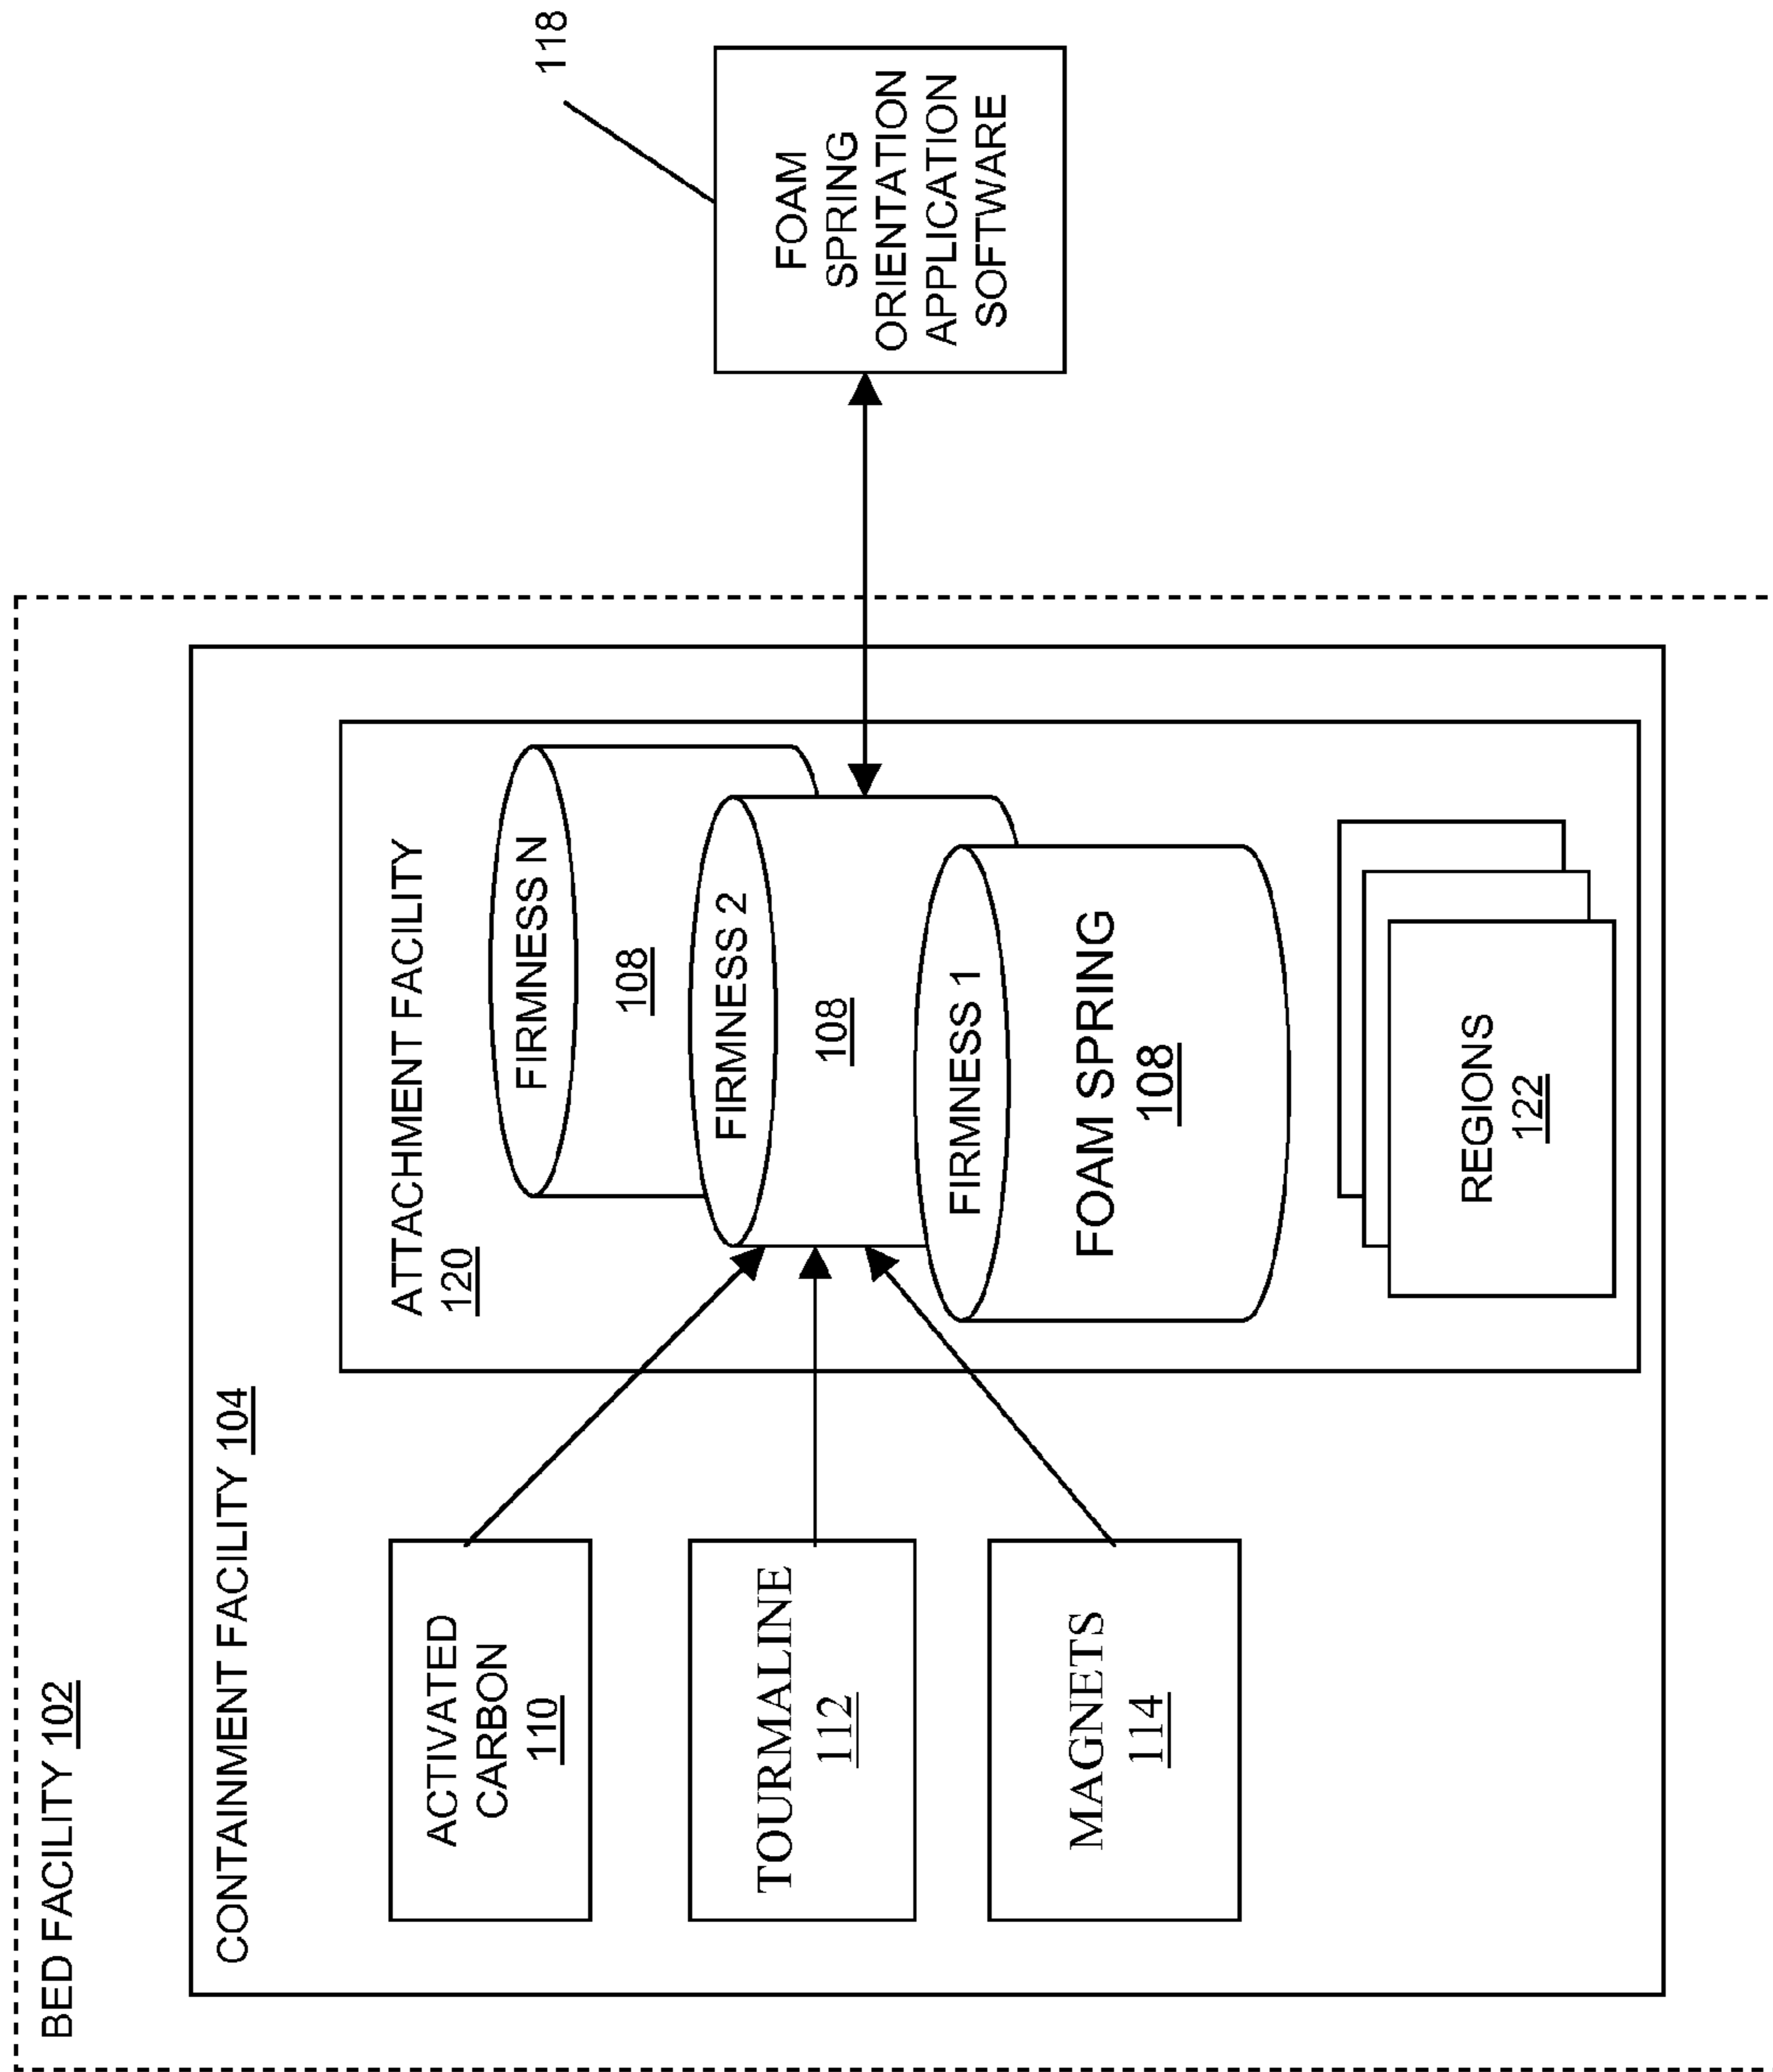 BED FACILITY 102
CONTAINMENT FACILITY 104
ACTIVATED
CARBON
110
TOURMALINE
112
MAGNETS
114
ATTACHMENT FACILITY
120
FIRMNESS N
108
FIRMNESS 2
108
FIRMNESS 1
FOAM SPRING
108
REGIONS
122
118
FOAM
SPRING
ORIENTATION
APPLICATION
SOFTWARE